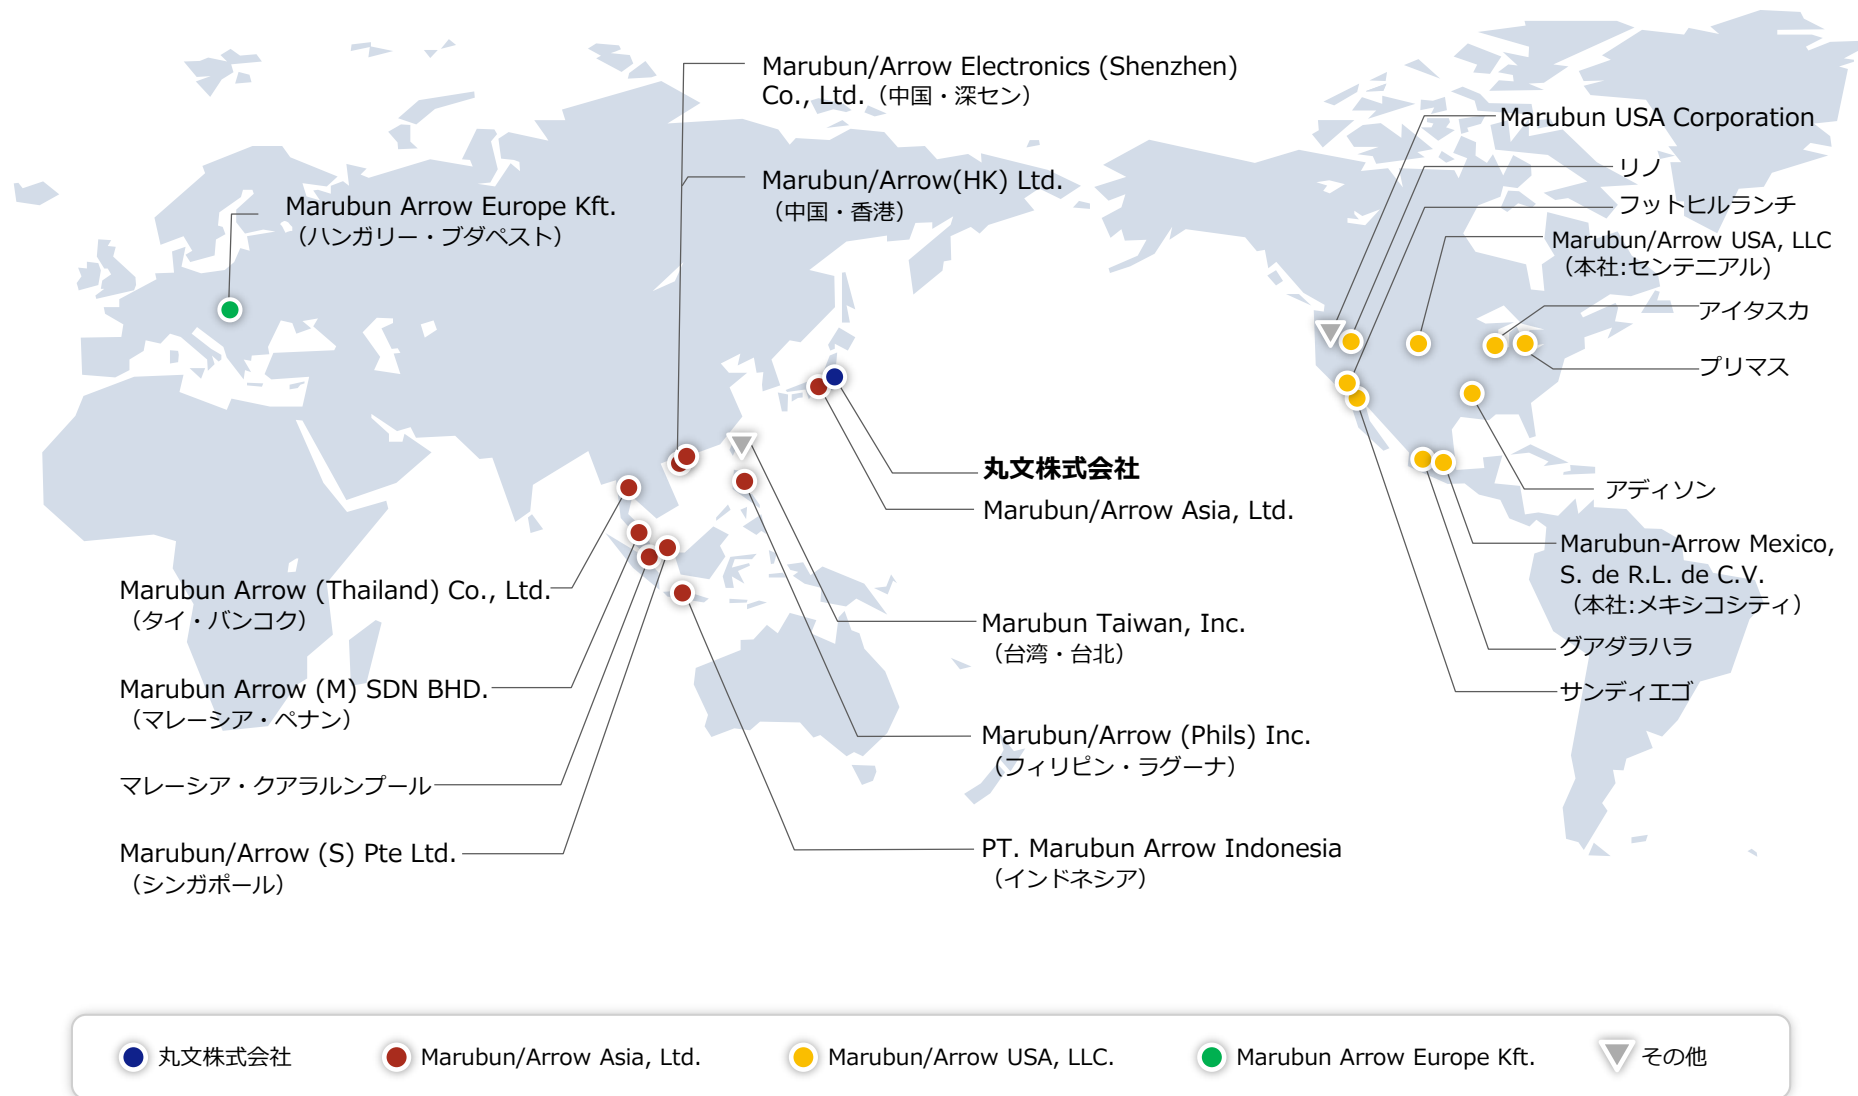 Marubun/Arrow Electronics (Shenzhen)
Co., Ltd.（中国・深セン）
Marubun/Arrow(HK) Ltd.
（中国・香港）
Marubun Arrow Europe Kft.
（ハンガリー・ブダペスト）
Marubun USA Corporation
リノ
フットヒルランチ
Marubun/Arrow USA, LLC
（本社:センテニアル)
アイタスカ
プリマス
アディソン
Marubun-Arrow Mexico,
S. de R.L. de C.V.
（本社:メキシコシティ）
グアダラハラ
サンディエゴ
丸文株式会社
Marubun/Arrow Asia, Ltd.
Marubun Taiwan, Inc.
（台湾・台北）
Marubun/Arrow (Phils) Inc.
（フィリピン・ラグーナ）
PT. Marubun Arrow Indonesia
（インドネシア）
Marubun Arrow (Thailand) Co., Ltd.
（タイ・バンコク）
Marubun Arrow (M) SDN BHD.
（マレーシア・ペナン）
マレーシア・クアラルンプール
Marubun/Arrow (S) Pte Ltd.
（シンガポール）
丸文株式会社
Marubun/Arrow Asia, Ltd.
Marubun/Arrow USA, LLC.
Marubun Arrow Europe Kft.
その他